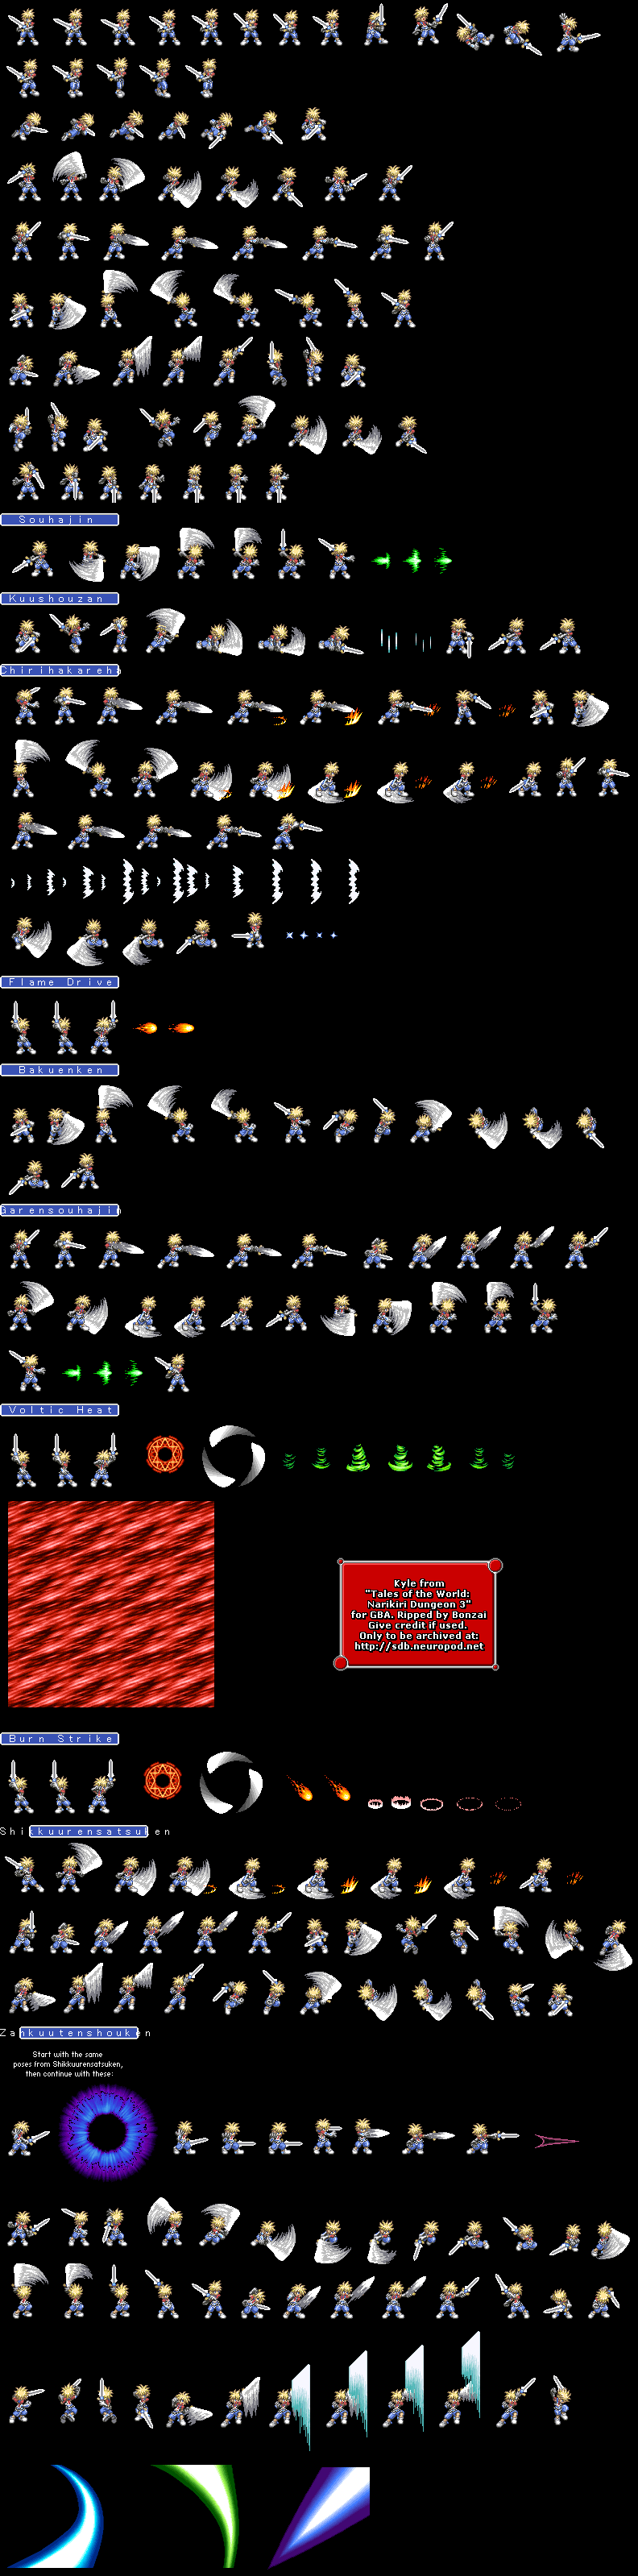 Souhajin
Kuushouzan
Chirihakareha
Flame Drive
Bakuenken
Garensouhajin
Voltic Heat
Kyle from
"Tales of the World:
Narikiri Dungeon 3"
for GBA. Ripped by Bonzai
Give credit if used.
Only to be archived at:
http://sdb.neuropod.net
Burn Strike
Shikkuurensatsuken
Zankuutenshouken
Start with the same
poses from Shikkuurensatsuken,
then continue with these: